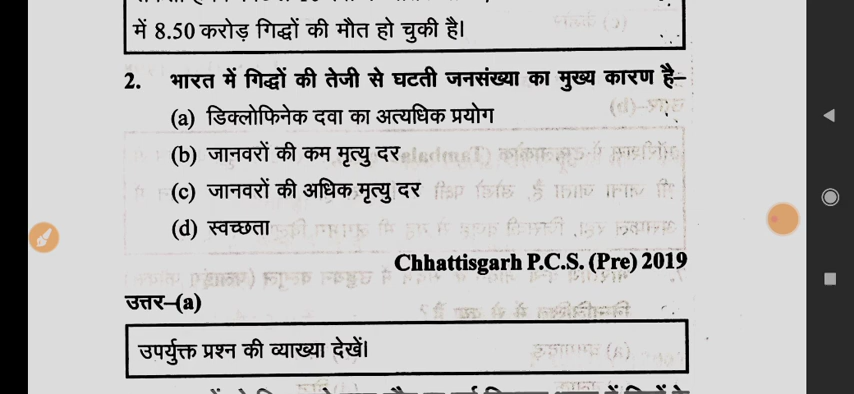 में 8.50 करोड़ गिद्धों की मौत हो चुकी है।
2. भारत में गिद्धों की तेजी से घटती जनसंख्या का मुख्य कारण है–
(a) डिक्लोफिनेक दवा का अत्यधिक प्रयोग
(b) जानवरों की कम मृत्यु दर
(c) जानवरों की अधिक मृत्यु दर
(d) स्वच्छता
Chhattisgarh P.C.S. (Pre) 2019
उत्तर–(a)
उपर्युक्त प्रश्न की व्याख्या देखें।